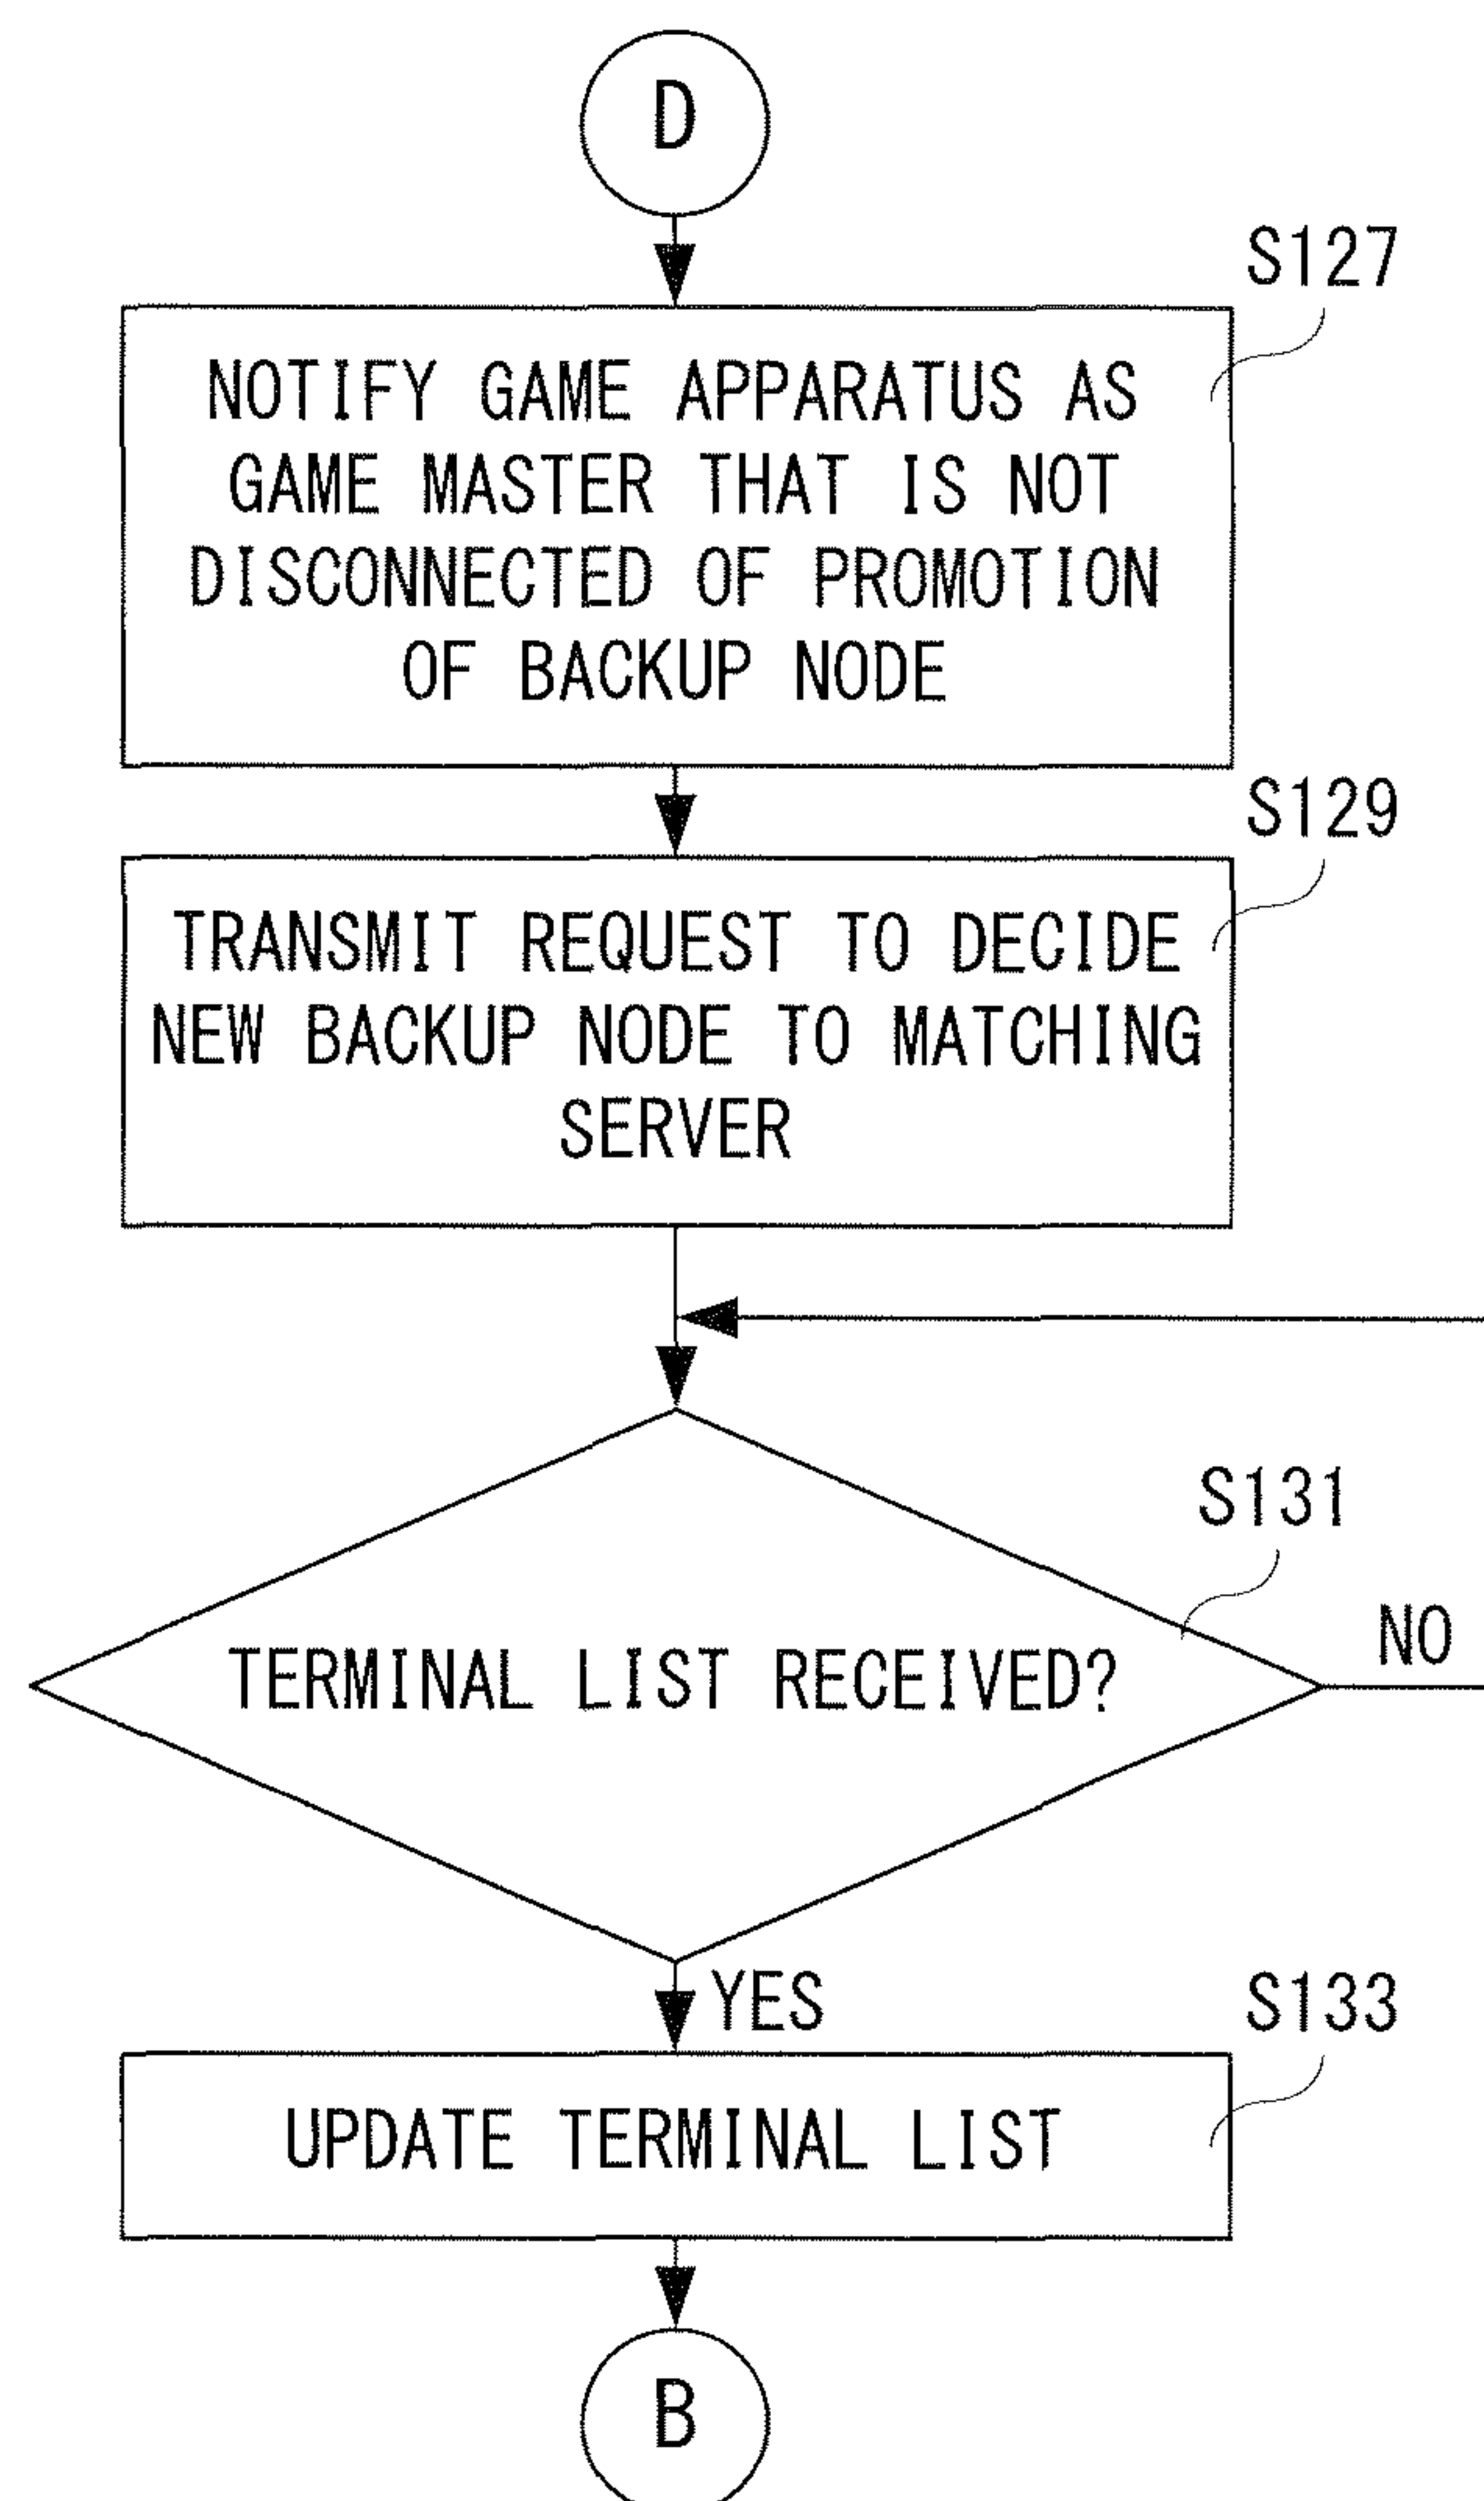 D
S127
NOTIFY GAME APPARATUS AS
GAME MASTER THAT IS NOT
DISCONNECTED OF PROMOTION
OF BACKUP NODE
S129
TRANSMIT REQUEST TO DECIDE
NEW BACKUP NODE TO MATCHING
SERVER
S131
NO
TERMINAL LIST RECEIVED?
YES
S133
UPDATE TERMINAL LIST
B